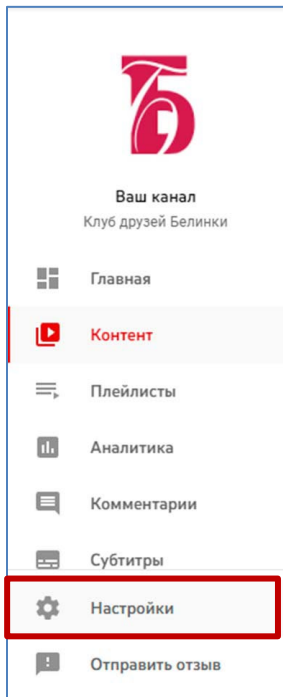 Ваш канал
Клуб друзей Белинки
Главная
Контент
Плейлисты
Аналитика
Комментарии
Субтитры
Настройки
Отправить отзыв